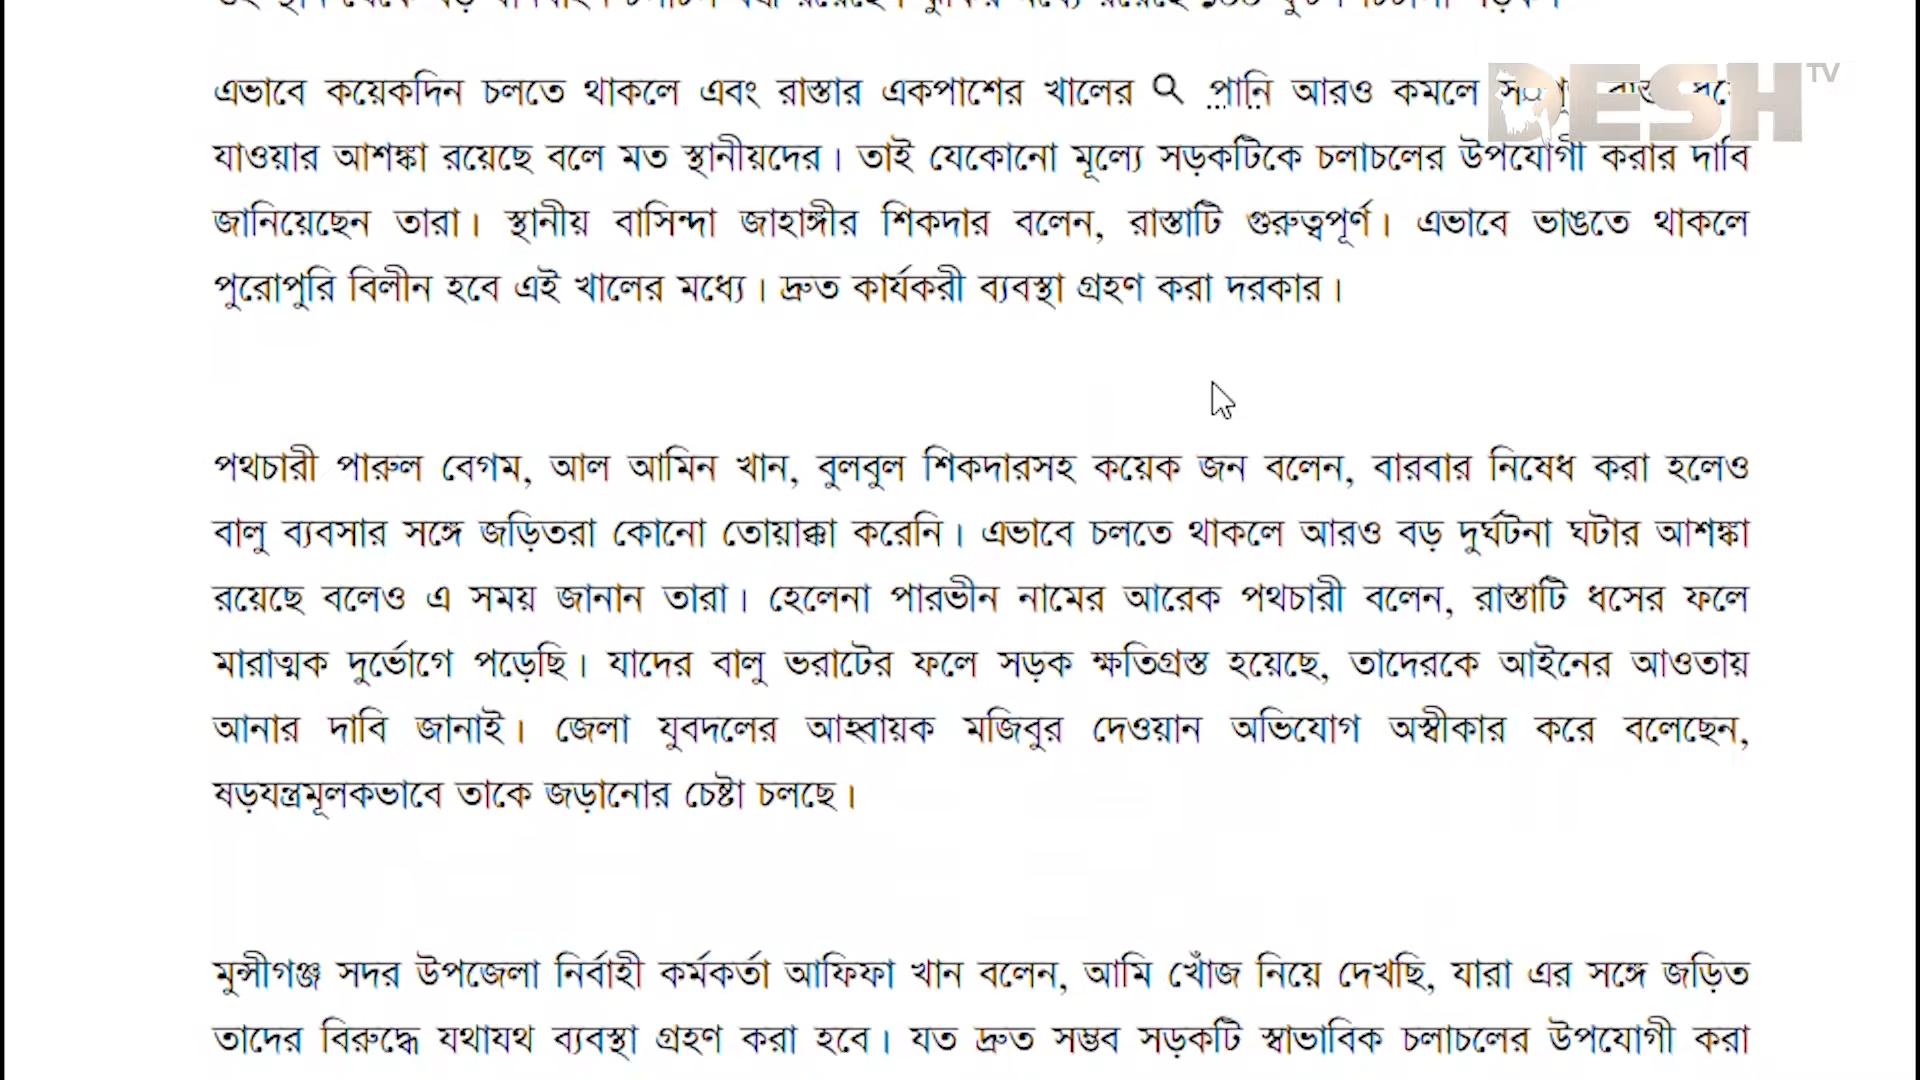 এভাবে কয়েকদিন চলতে থাকলে এবং রাস্তার একপাশের খালের পানি আরও কমলে
DESH TV
যাওয়ার আশঙ্কা রয়েছে বলে মত স্থানীয়দের। তাই যেকোনো মূল্যে সড়কটিকে চলাচলের উপযোগী করার দাবি
জানিয়েছেন তারা। স্থানীয় বাসিন্দা জাহাঙ্গীর শিকদার বলেন, রাস্তাটি গুরুত্বপূর্ণ। এভাবে ভাঙতে থাকলে
পুরোপুরি বিলীন হবে এই খালের মধ্যে। দ্রুত কার্যকরী ব্যবস্থা গ্রহণ করা দরকার।
পথচারী পারুল বেগম, আল আমিন খান, বুলবুল শিকদারসহ কয়েক জন বলেন, বারবার নিষেধ করা হলেও
বালু ব্যবসার সঙ্গে জড়িতরা কোনো তোয়াক্কা করেনি। এভাবে চলতে থাকলে আরও বড় দুর্ঘটনা ঘটার আশঙ্কা
রয়েছে বলেও এ সময় জানান তারা। হেলেনা পারভীন নামের আরেক পথচারী বলেন, রাস্তাটি ধসের ফলে
মারাত্মক দুর্ভোগে পড়েছি। যাদের বালু ভরাটের ফলে সড়ক ক্ষতিগ্রস্ত হয়েছে, তাদেরকে আইনের আওতায়
আনার দাবি জানাই। জেলা যুবদলের আহ্বায়ক মজিবুর দেওয়ান অভিযোগ অস্বীকার করে বলেছেন,
ষড়যন্ত্রমূলকভাবে তাকে জড়ানোর চেষ্টা চলছে।
মুন্সীগঞ্জ সদর উপজেলা নির্বাহী কর্মকর্তা আফিফা খান বলেন, আমি খোঁজ নিয়ে দেখছি, যারা এর সঙ্গে জড়িত
তাদের বিরুদ্ধে যথাযথ ব্যবস্থা গ্রহণ করা হবে। যত দ্রুত সম্ভব সড়কটি স্বাভাবিক চলাচলের উপযোগী করা